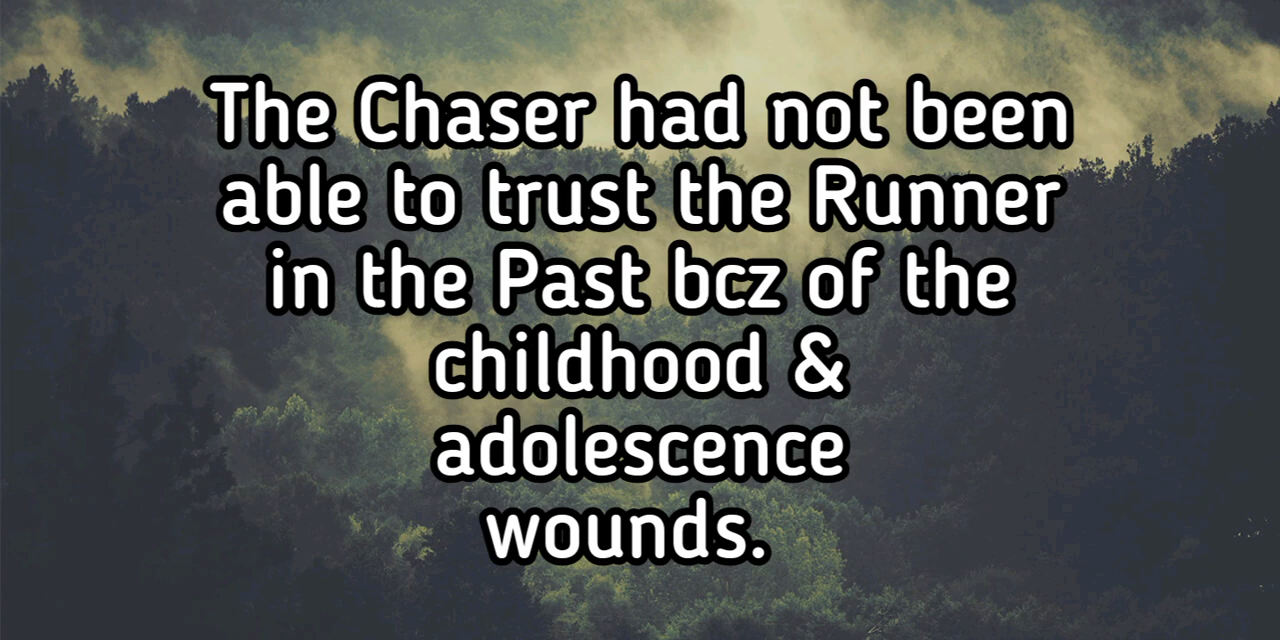 The Chaser had not been
able to trust the Runner
in the Past bcz of the
childhood &
adolescence
wounds.